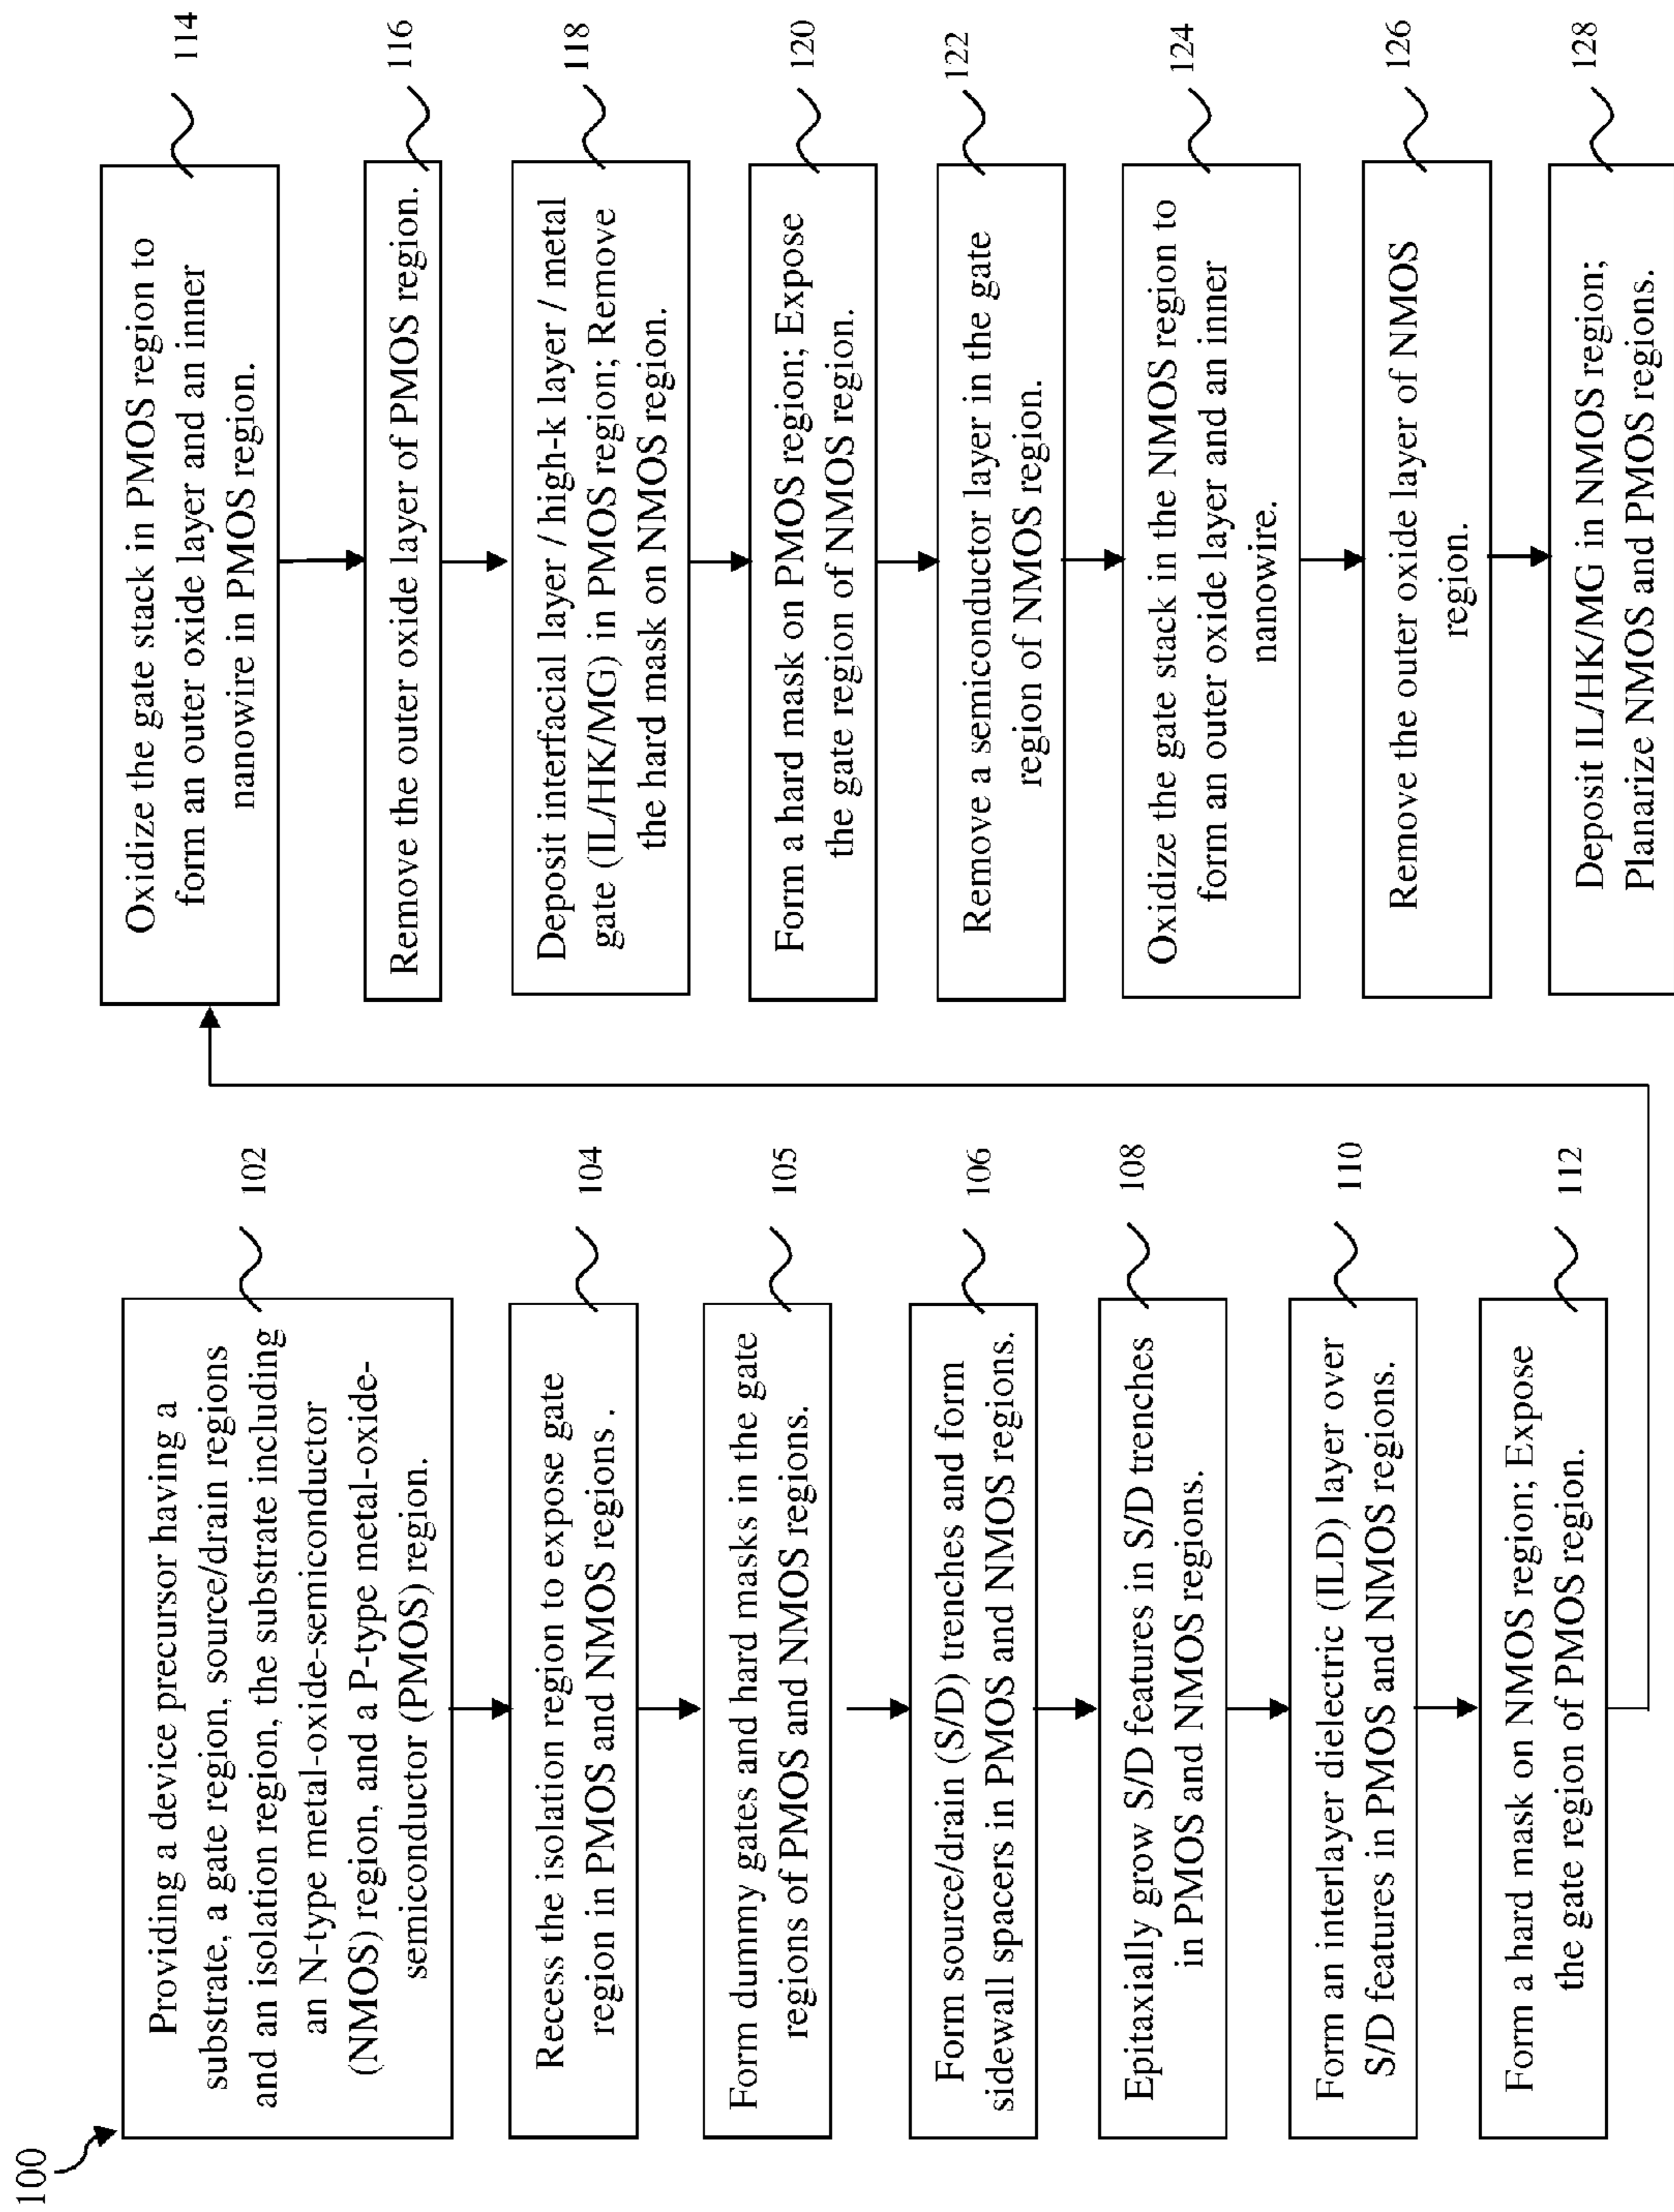 100
Providing a device precursor having a
substrate, a gate region, source/drain regions
and an isolation region, the substrate including
an N-type metal-oxide-semiconductor
(NMOS) region, and a P-type metal-oxide-
semiconductor (PMOS) region.
102
Recess the isolation region to expose gate
region in PMOS and NMOS regions .
104
Form dummy gates and hard masks in the gate
regions of PMOS and NMOS regions.
105
Form source/drain (S/D) trenches and form
sidewall spacers in PMOS and NMOS regions.
106
Epitaxially grow S/D features in S/D trenches
in PMOS and NMOS regions.
108
Form an interlayer dielectric (ILD) layer over
S/D features in PMOS and NMOS regions.
110
Form a hard mask on NMOS region; Expose
the gate region of PMOS region.
112
Oxidize the gate stack in PMOS region to
form an outer oxide layer and an inner
nanowire in PMOS region.
114
Remove the outer oxide layer of PMOS region.
116
Deposit interfacial layer / high-k layer / metal
gate (IL/HK/MG) in PMOS region; Remove
the hard mask on NMOS region.
118
Form a hard mask on PMOS region; Expose
the gate region of NMOS region.
120
Remove a semiconductor layer in the gate
region of NMOS region.
122
Oxidize the gate stack in the NMOS region to
form an outer oxide layer and an inner
nanowire.
124
Remove the outer oxide layer of NMOS
region.
126
Deposit IL/HK/MG in NMOS region;
Planarize NMOS and PMOS regions.
128